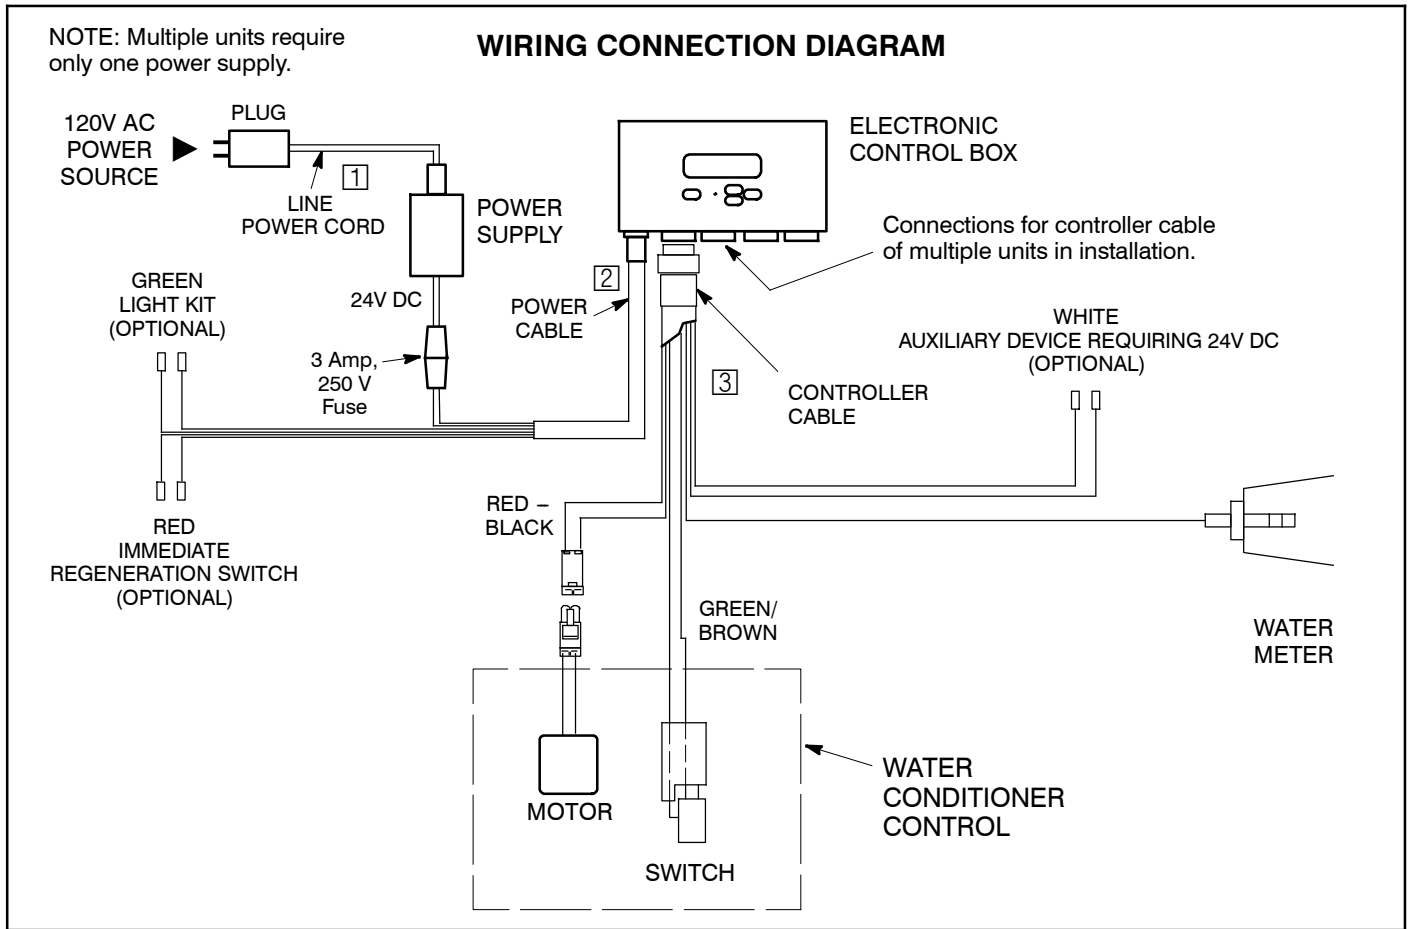 NOTE: Multiple units require
only one power supply.
WIRING CONNECTION DIAGRAM
120V AC
POWER
SOURCE
PLUG
1
LINE
POWER CORD
POWER
SUPPLY
ELECTRONIC
CONTROL BOX
Connections for controller cable
of multiple units in installation.
GREEN
LIGHT KIT
(OPTIONAL)
24V DC
2
POWER
CABLE
3 Amp,
250 V
Fuse
WHITE
AUXILIARY DEVICE REQUIRING 24V DC
(OPTIONAL)
3
CONTROLLER
CABLE
RED –
BLACK
RED
IMMEDIATE
REGENERATION SWITCH
(OPTIONAL)
GREEN/
BROWN
WATER
METER
MOTOR
SWITCH
WATER
CONDITIONER
CONTROL